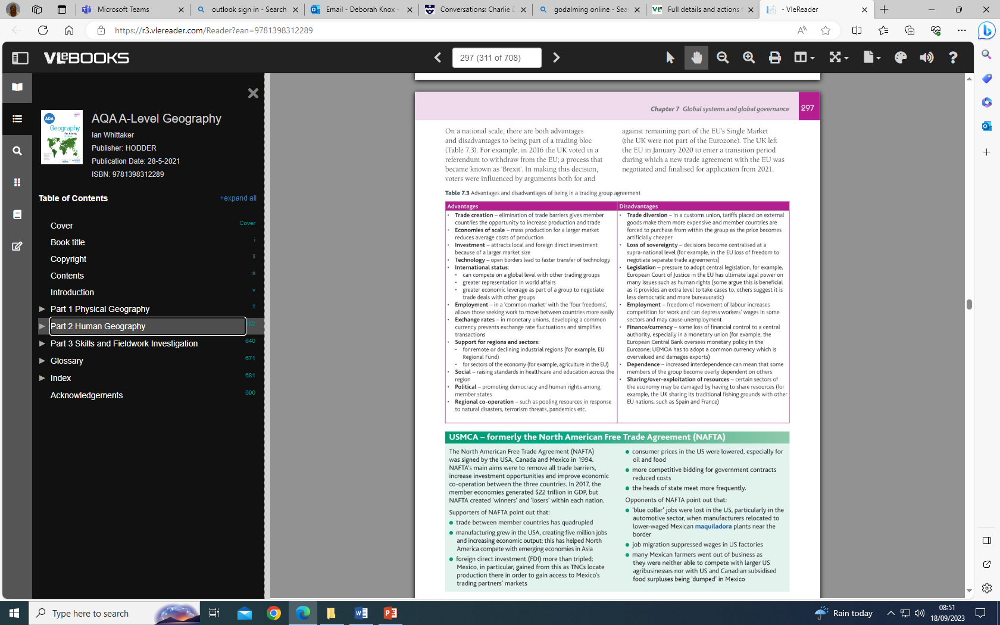 Microsoft Teams
outlook sign in - Search
Email - Deborah Knox -
Conversations: Charlie D
godalming online - Sear
Full details and actions f
- VleReader
https://r3.vlereader.com/Reader?ean=9781398312289
VLeBOOKS
297 (311 of 708)
AQA A-Level Geography
Ian Whittaker
Publisher: HODDER
Publication Date: 28-5-2021
ISBN: 9781398312289
AQA
Geography
Table of Contents
+expand all
Cover
Cover
Book title
i
Copyright
ii
Contents
iii
Introduction
v
Part 1 Physical Geography
1
Part 2 Human Geography
Part 3 Skills and Fieldwork Investigation
640
Glossary
671
Index
681
Acknowledgements
690
Chapter 7 Global systems and global governance
297
On a national scale, there are both advantages
and disadvantages to being part of a trading bloc
(Table 7.3). For example, in 2016 the UK voted in a
referendum to withdraw from the EU; a process that
became known as 'Brexit'. In making this decision,
voters were influenced by arguments both for and
against remaining part of the EU's Single Market
(the UK were not part of the Eurozone). The UK left
the EU in January 2020 to enter a transition period
during which a new trade agreement with the EU was
negotiated and finalised for application from 2021.
Table 7.3 Advantages and disadvantages of being in a trading group agreement
Advantages
• Trade creation – elimination of trade barriers gives member
countries the opportunity to increase production and trade
• Economies of scale – mass production for a larger market
reduces average costs of production
• Investment – attracts local and foreign direct investment
because of a larger market size
• Technology – open borders lead to faster transfer of technology
• International status:
• can compete on a global level with other trading groups
• greater representation in world affairs
• greater economic leverage as part of a group to negotiate
trade deals with other groups
• Employment – in a 'common market' with the 'four freedoms',
allows those seeking work to move between countries more easily
• Exchange rates – in monetary unions, developing a common
currency prevents exchange rate fluctuations and simplifies
transactions
• Support for regions and sectors:
• for remote or declining industrial regions (for example, EU
Regional Fund)
• for sectors of the economy (for example, agriculture in the EU)
• Social – raising standards in healthcare and education across the
region
• Political – promoting democracy and human rights among
member states
• Regional co-operation – such as pooling resources in response
to natural disasters, terrorism threats, pandemics etc.
Disadvantages
• Trade diversion – in a customs union, tariffs placed on external
goods make them more expensive and member countries are
forced to purchase from within the group as the price becomes
artificially cheaper
• Loss of sovereignty – decisions become centralised at a
supra-national level (for example, in the EU loss of freedom to
negotiate separate trade agreements)
• Legislation – pressure to adopt central legislation, for example,
European Court of Justice in the EU has ultimate legal power on
many issues such as human rights (some argue this is beneficial
as it provides an extra level to take cases to, others suggest it is
less democratic and more bureaucratic)
• Employment – freedom of movement of labour increases
competition for work and can depress workers' wages in some
sectors and may cause unemployment
• Finance/currency – some loss of financial control to a central
authority, especially in a monetary union (for example, the
European Central Bank oversees monetary policy in the
Eurozone; UEMOA has to adopt a common currency which is
overvalued and damages exports)
• Dependence – increased interdependence can mean that some
members of the group become overly dependent on others
• Sharing/over-exploitation of resources – certain sectors of
the economy may be damaged by having to share resources (for
example, the UK sharing its traditional fishing grounds with other
EU nations, such as Spain and France)
USMCA – formerly the North American Free Trade Agreement (NAFTA)
The North American Free Trade Agreement (NAFTA)
was signed by the USA, Canada and Mexico in 1994.
NAFTA's main aims were to remove all trade barriers,
increase investment opportunities and improve economic
co-operation between the three countries. In 2017, the
member economies generated $22 trillion in GDP, but
NAFTA created 'winners' and 'losers' within each nation.
Supporters of NAFTA point out that:
• trade between member countries has quadrupled
• manufacturing grew in the USA, creating five million jobs
and increasing economic output; this has helped North
America compete with emerging economies in Asia
• foreign direct investment (FDI) more than tripled;
Mexico, in particular, gained from this as TNCs locate
production there in order to gain access to Mexico's
trading partners' markets
• consumer prices in the US were lowered, especially for
oil and food
• more competitive bidding for government contracts
reduced costs
• the heads of state meet more frequently.
Opponents of NAFTA point out that:
• 'blue collar' jobs were lost in the US, particularly in the
automotive sector, when manufacturers relocated to
lower-waged Mexican maquiladora plants near the
border
• job migration suppressed wages in US factories
• many Mexican farmers went out of business as
they were neither able to compete with larger US
agribusinesses nor with US and Canadian subsidised
food surpluses being 'dumped' in Mexico
Type here to search
Rain today
08:51
18/09/2023